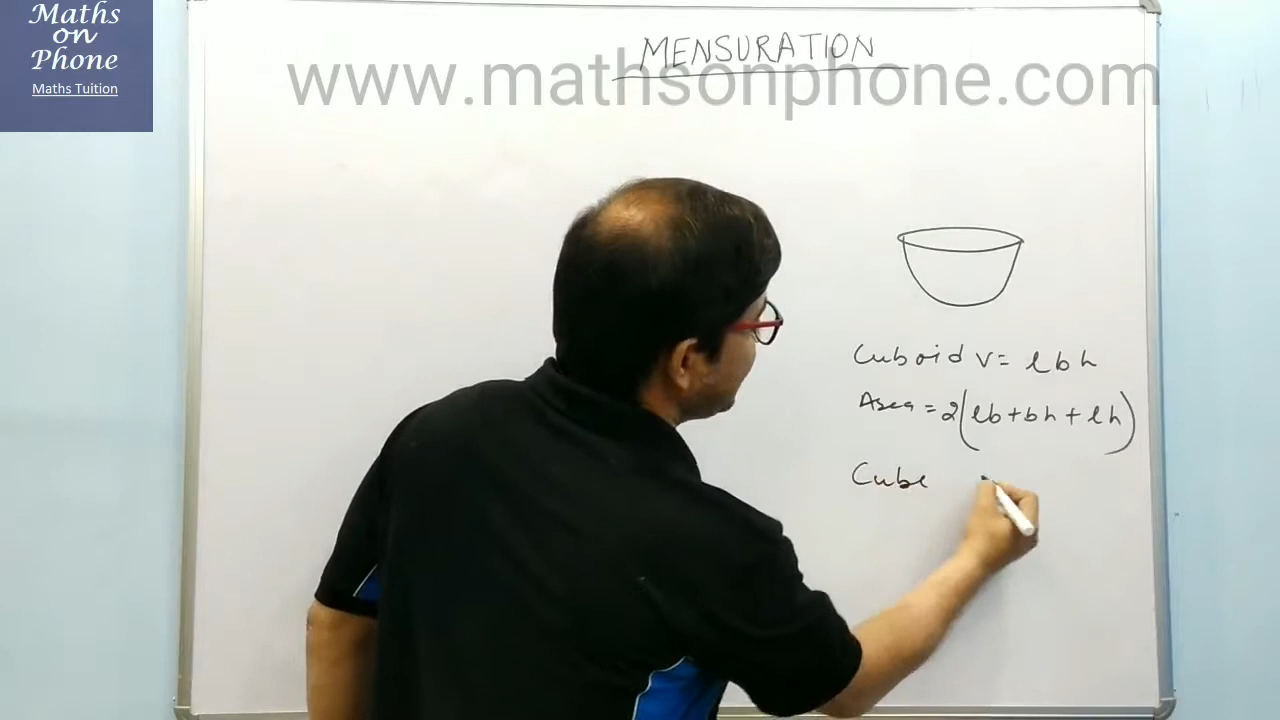 Maths
on
Phone
Maths Tuition
MENSURATION
www.mathsonphone.com
Cuboid V = lbh
Area = 2(lb+bh+lh)
Cube